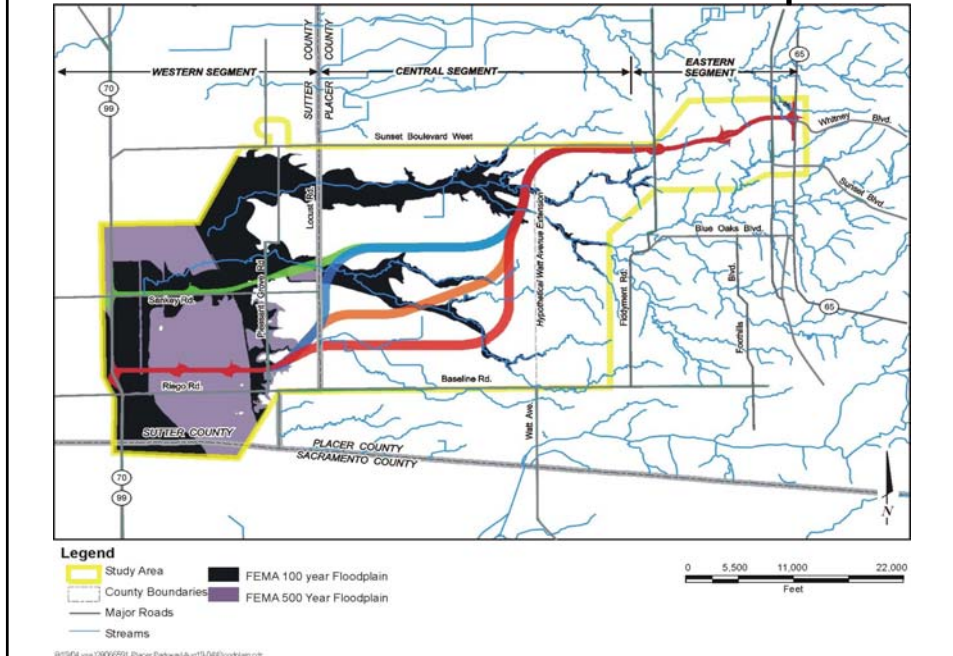 SUTTER COUNTY
PLACER COUNTY
65
WESTERN SEGMENT
CENTRAL SEGMENT
EASTERN
SEGMENT
70
99
Whitney Blvd.
Sunset Boulevard West
Sunset Blvd.
Locust Rd.
Hypothetical Watt Avenue Extension
Blue Oaks Blvd.
Pleasant Grove Rd.
Fiddyment Rd.
Foothills Blvd.
Sankey Rd.
65
Riego Rd.
Baseline Rd.
Watt Ave.
SUTTER COUNTY
PLACER COUNTY
SACRAMENTO COUNTY
70
99
N
Legend
Study Area
FEMA 100 year Floodplain
County Boundaries
FEMA 500 Year Floodplain
Major Roads
Streams
0 5,500 11,000 22,000
Feet